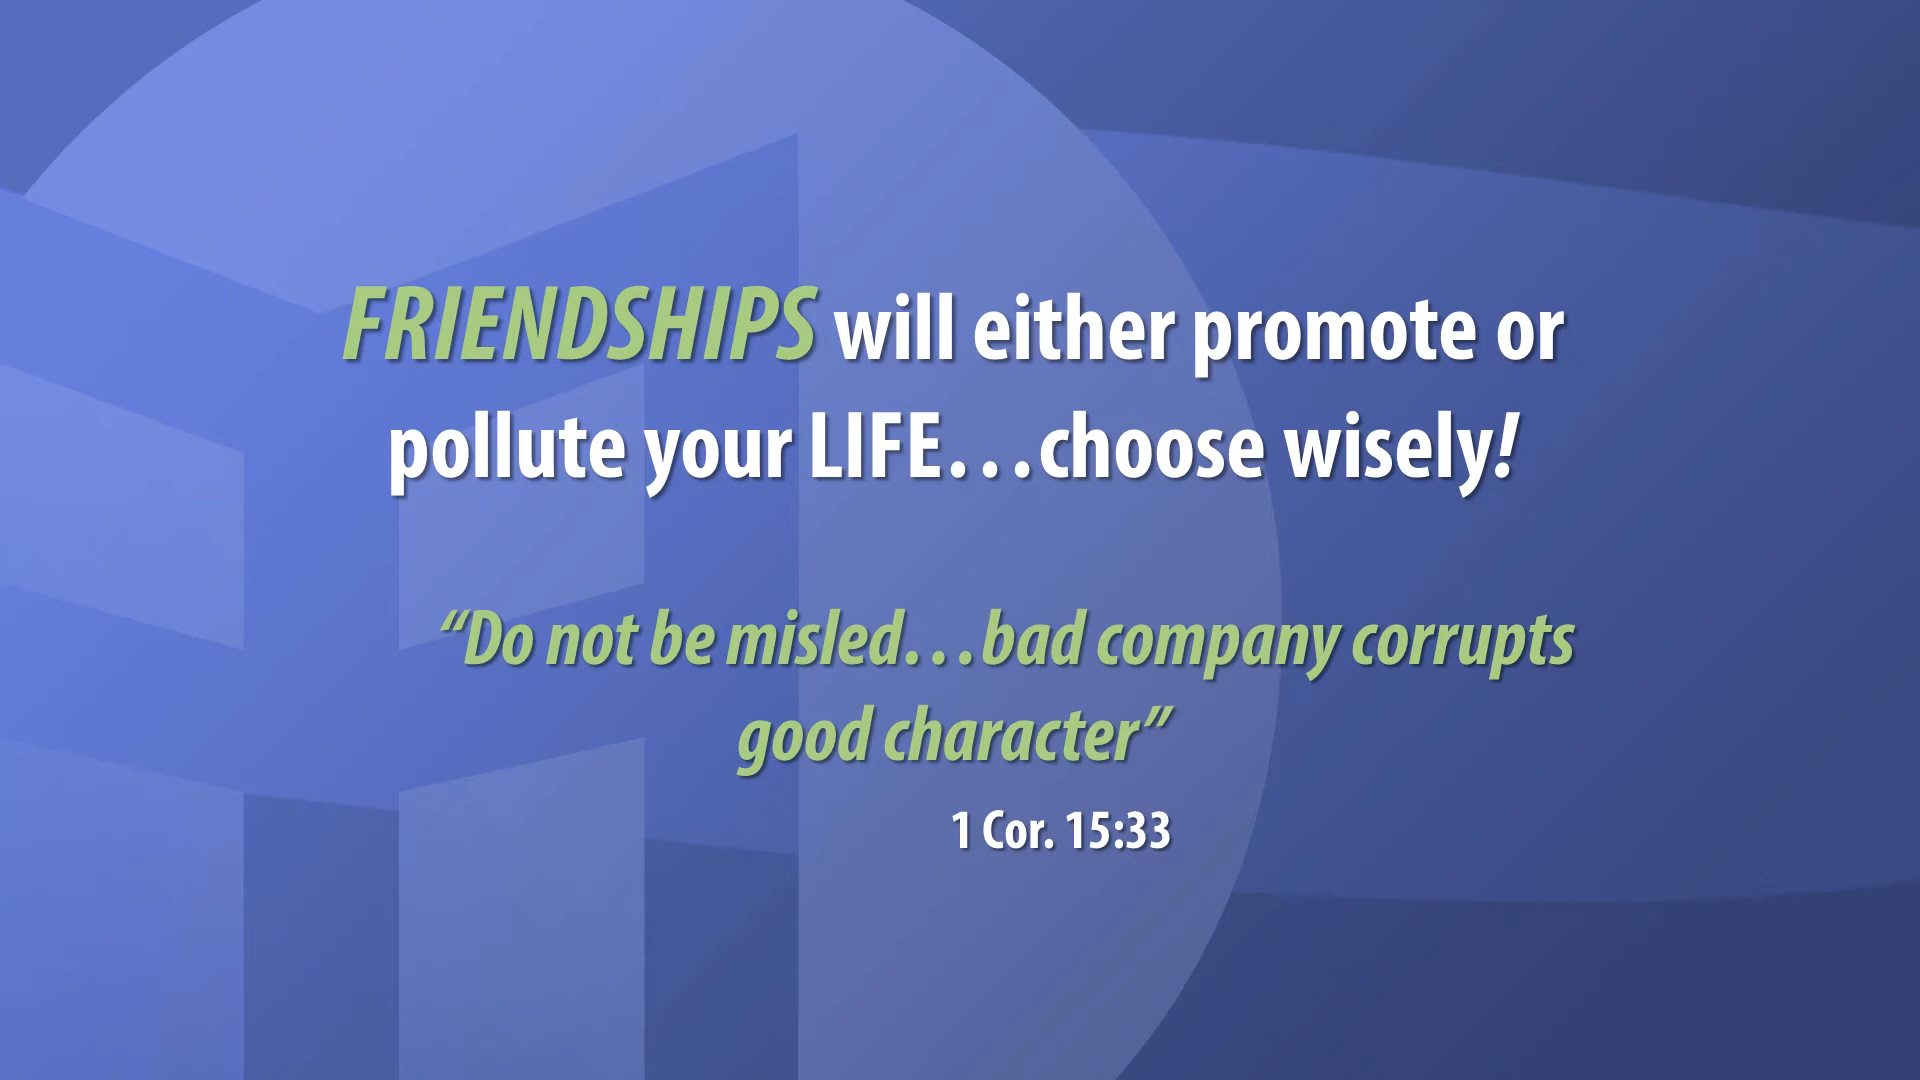 FRIENDSHIPS will either promote or
pollute your LIFE…choose wisely!
“Do not be misled…bad company corrupts
good character”
1 Cor. 15:33